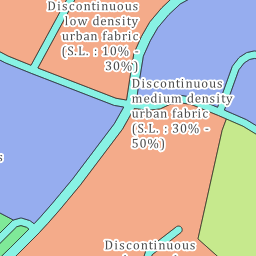 Discontinuous
low density
urban fabric
(S.L. : 10% -
30%)
Discontinuous
medium density
urban fabric
(S.L. : 30% -
50%)
s
Discontinuous